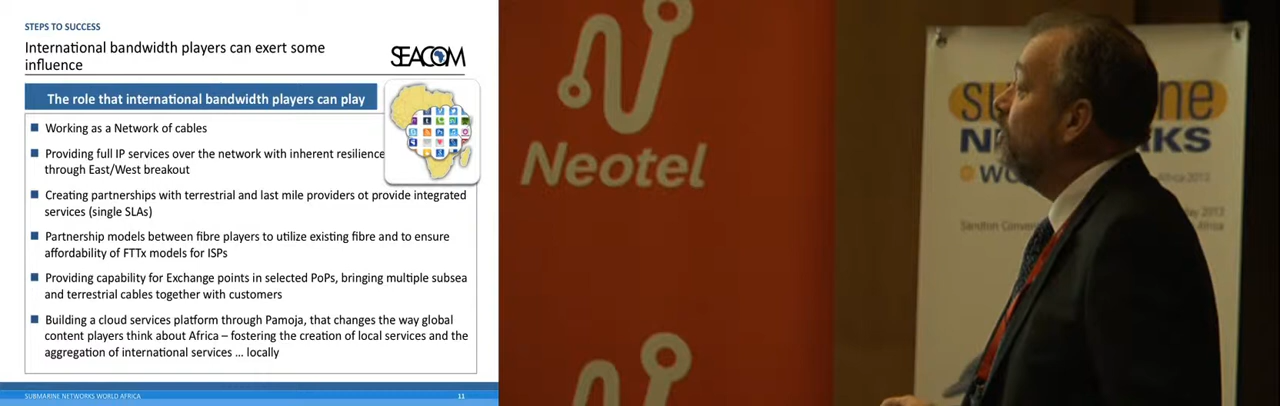 STEPS TO SUCCESS
International bandwidth players can exert some
influence
SEACOM
The role that international bandwidth players can play
Working as a Network of cables
Providing full IP services over the network with inherent resilience
through East/West breakout
Creating partnerships with terrestrial and last mile providers ot provide integrated
services (single SLAs)
Partnership models between fibre players to utilize existing fibre and to ensure
affordability of FTTx models for ISPs
Providing capability for Exchange points in selected PoPs, bringing multiple subsea
and terrestrial cables together with customers
Building a cloud services platform through Pamoja, that changes the way global
content players think about Africa – fostering the creation of local services and the
aggregation of international services ... locally
SUBMARINE NETWORKS WORLD AFRICA
11
Neotel
Africa 2013